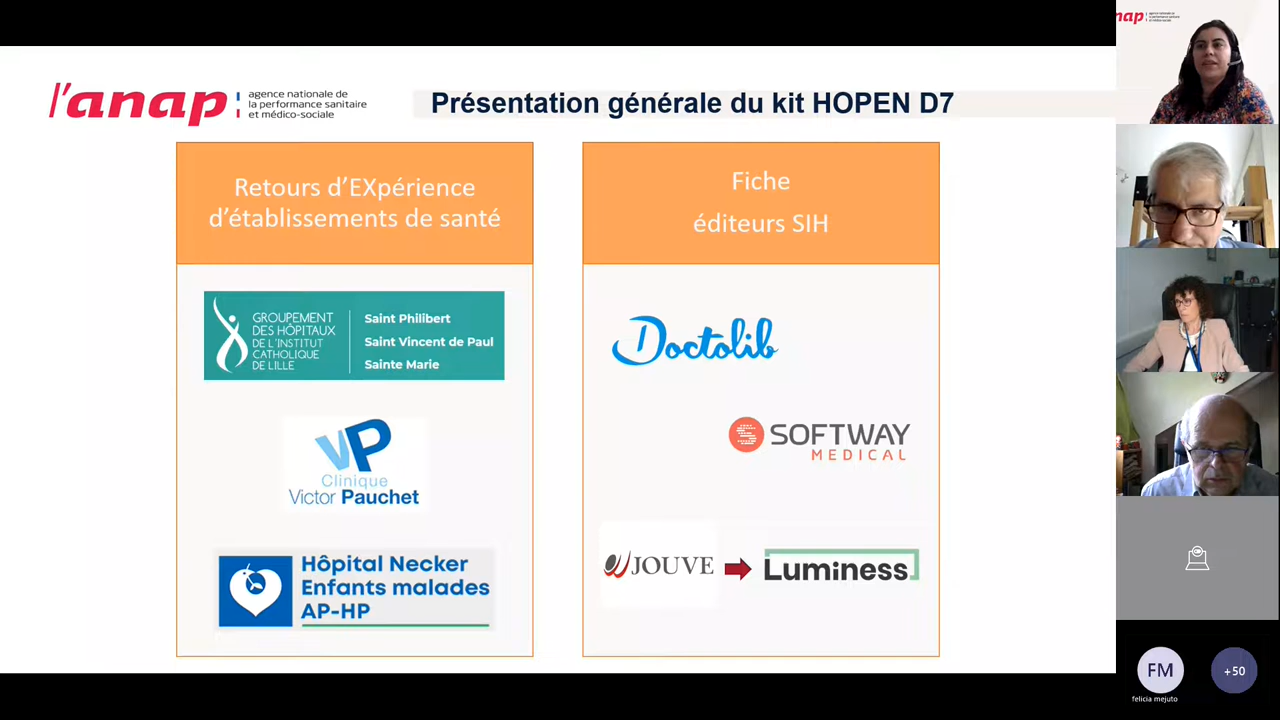 l'anap
agence nationale de
la performance sanitaire
et médico-sociale
Présentation générale du kit HOPEN D7
Retours d'EXpérience
d'établissements de santé
GROUPEMENT
DES HÔPITAUX
DE L'INSTITUT
CATHOLIQUE
DE LILLE
Saint Philibert
Saint Vincent de Paul
Sainte Marie
VP
Clinique
Victor Pauchet
Hôpital Necker
Enfants malades
AP-HP
Fiche
éditeurs SIH
Doctolib
SOFTWAY
MEDICAL
JOUVE
Luminess
nap
FM
+50
felicia mejuto